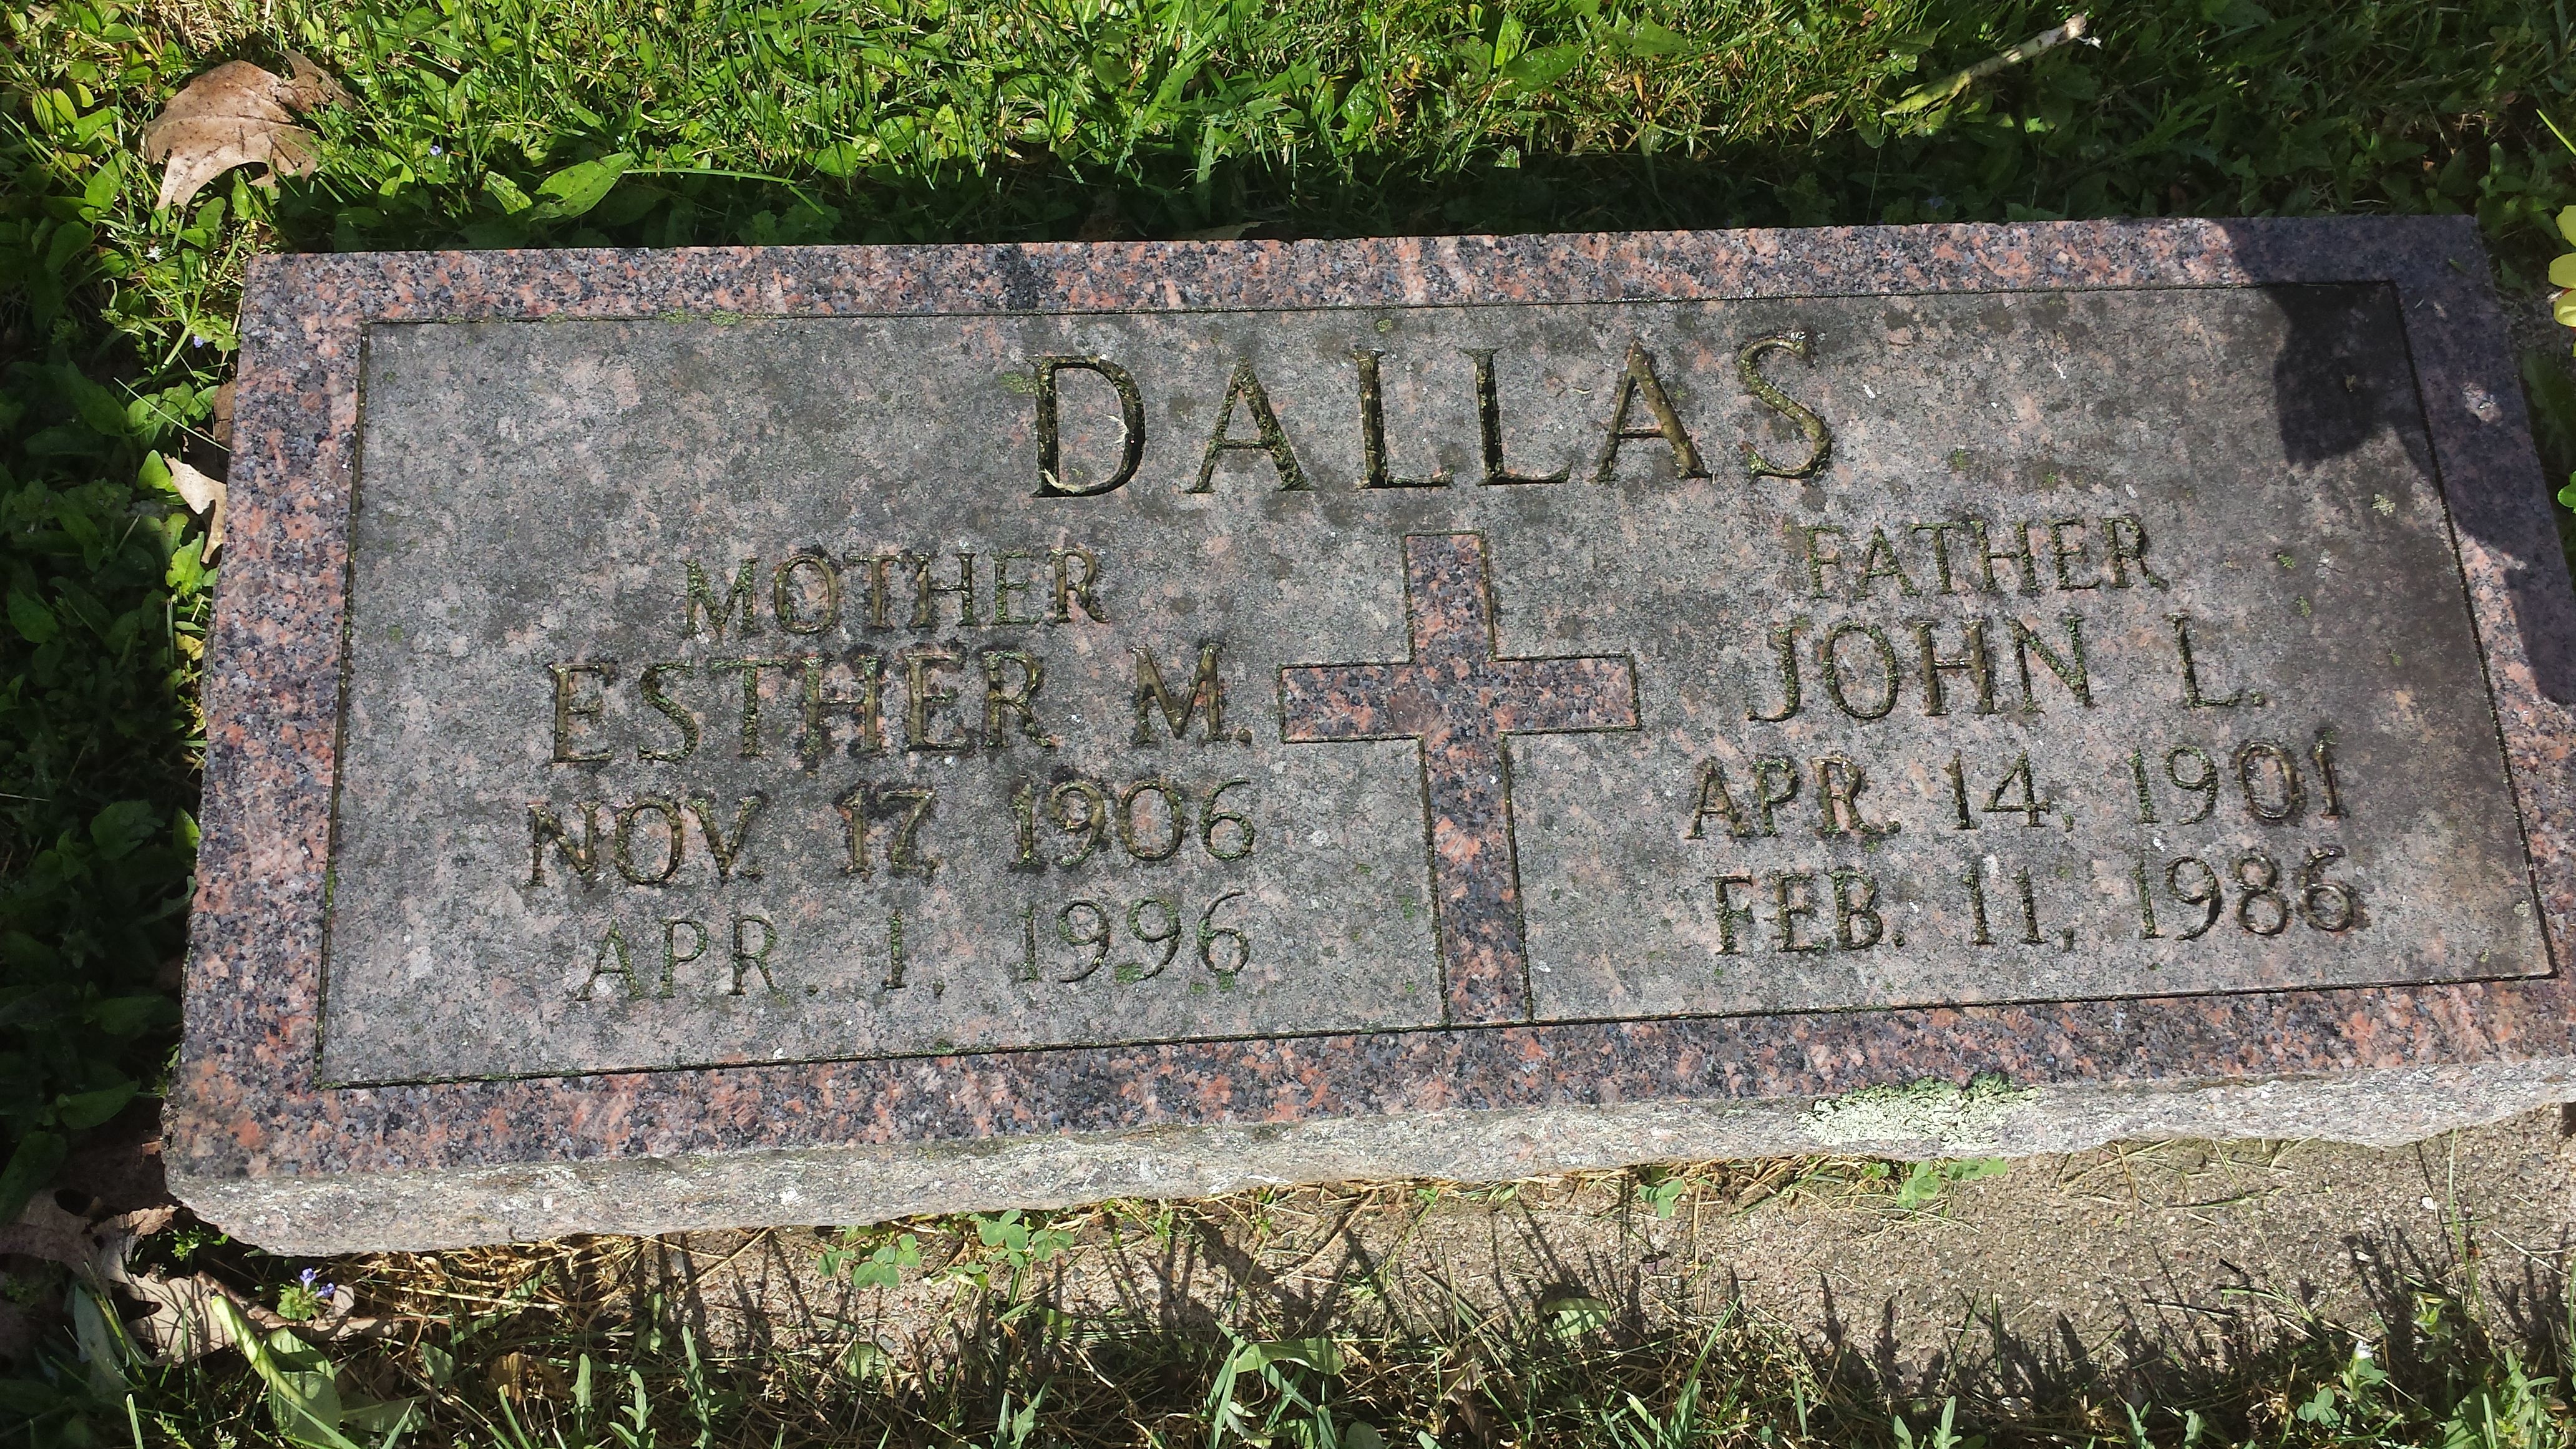 DALLAS
MOTHER
ESTHER M.
NOV. 17, 1906
APR. 1, 1996
FATHER
JOHN L.
APR. 14, 1901
FEB. 11, 1986